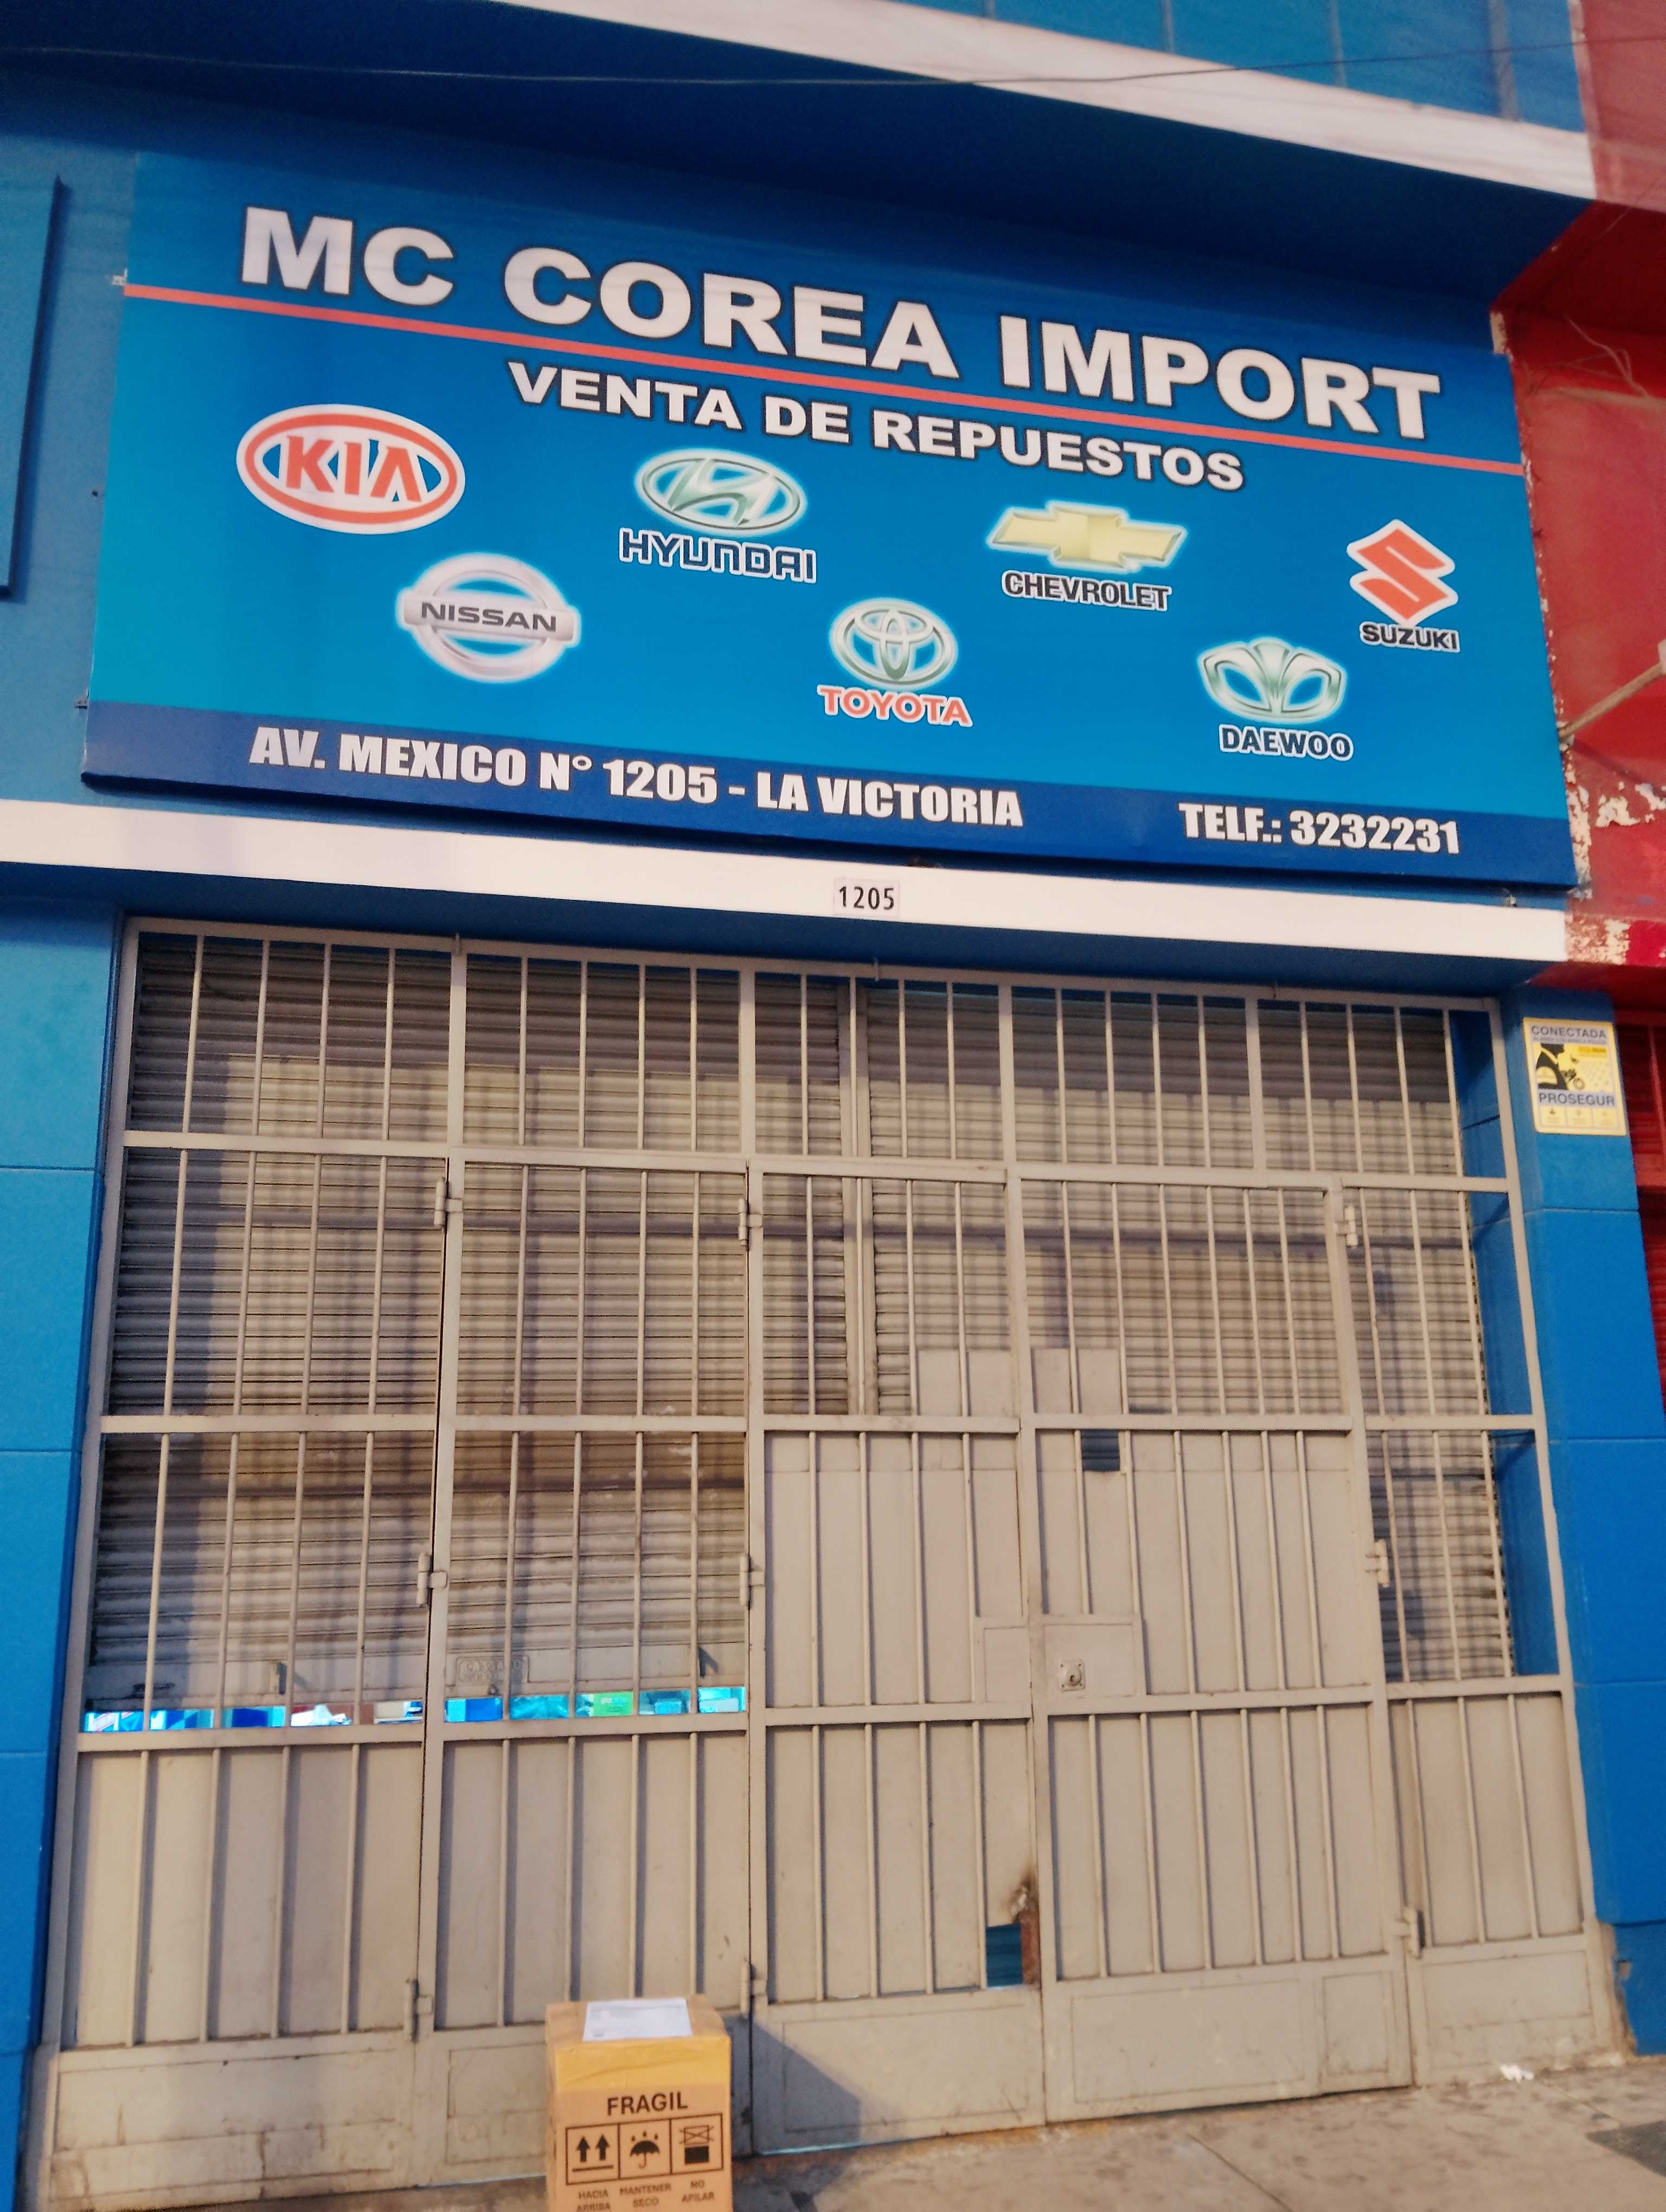 MC COREA IMPORT
VENTA DE REPUESTOS
KIA
HYUNDAI
CHEVROLET
SUZUKI
NISSAN
TOYOTA
DAEWOO
AV. MEXICO N° 1205 - LA VICTORIA
TELF.: 3232231
1205
CONECTADA
PROSEGUR
FRAGIL
HACIA ARRIBA
MANTENER SECO
NO APILAR